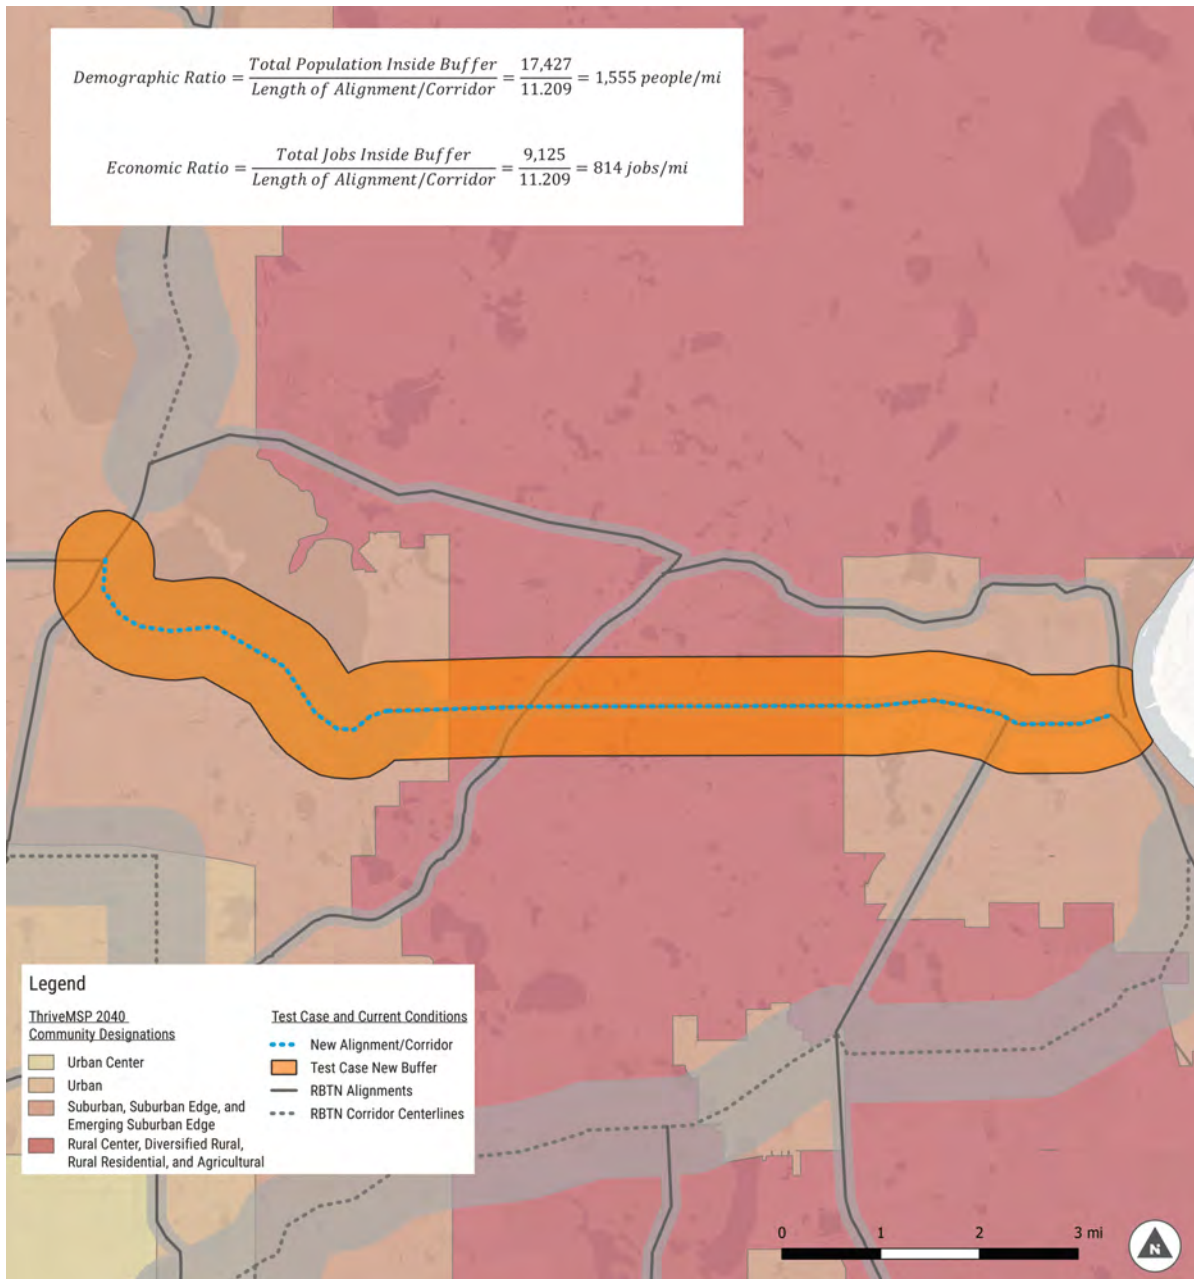 Demographic Ratio = Total Population Inside Buffer / Length of Alignment/Corridor = 17,427 / 11.209 = 1,555 people/mi
Economic Ratio = Total Jobs Inside Buffer / Length of Alignment/Corridor = 9,125 / 11.209 = 814 jobs/mi
Legend
ThriveMSP 2040
Community Designations
Urban Center
Urban
Suburban, Suburban Edge, and
Emerging Suburban Edge
Rural Center, Diversified Rural,
Rural Residential, and Agricultural
Test Case and Current Conditions
New Alignment/Corridor
Test Case New Buffer
RBTN Alignments
RBTN Corridor Centerlines
0 1 2 3 mi
N